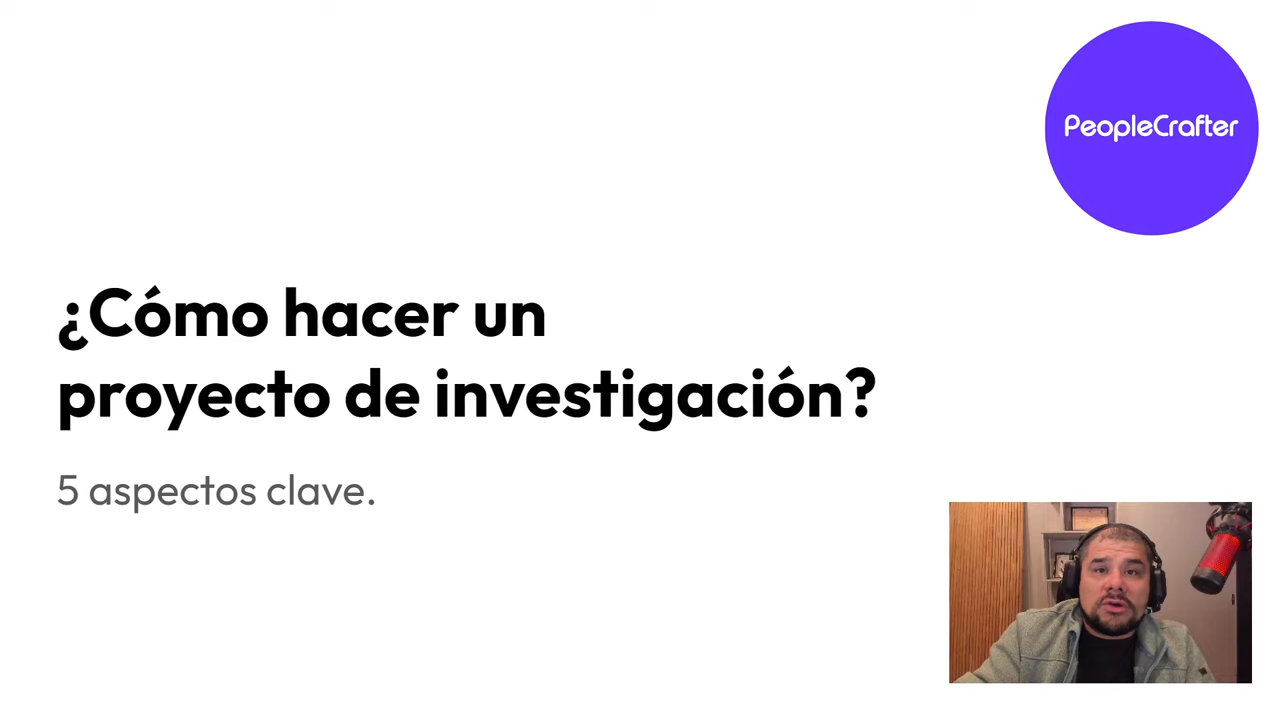 PeopleCrafter
¿Cómo hacer un
proyecto de investigación?
5 aspectos clave.